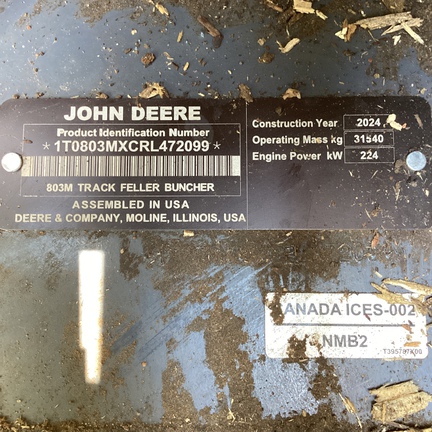 JOHN DEERE
Product Identification Number
*1T0803MXCRL472099*
803M TRACK FELLER BUNCHER
ASSEMBLED IN USA
DEERE & COMPANY, MOLINE, ILLINOIS, USA
Construction Year 2024
Operating Mass kg 31540
Engine Power kW 224
ANADA ICES-002
NMB2